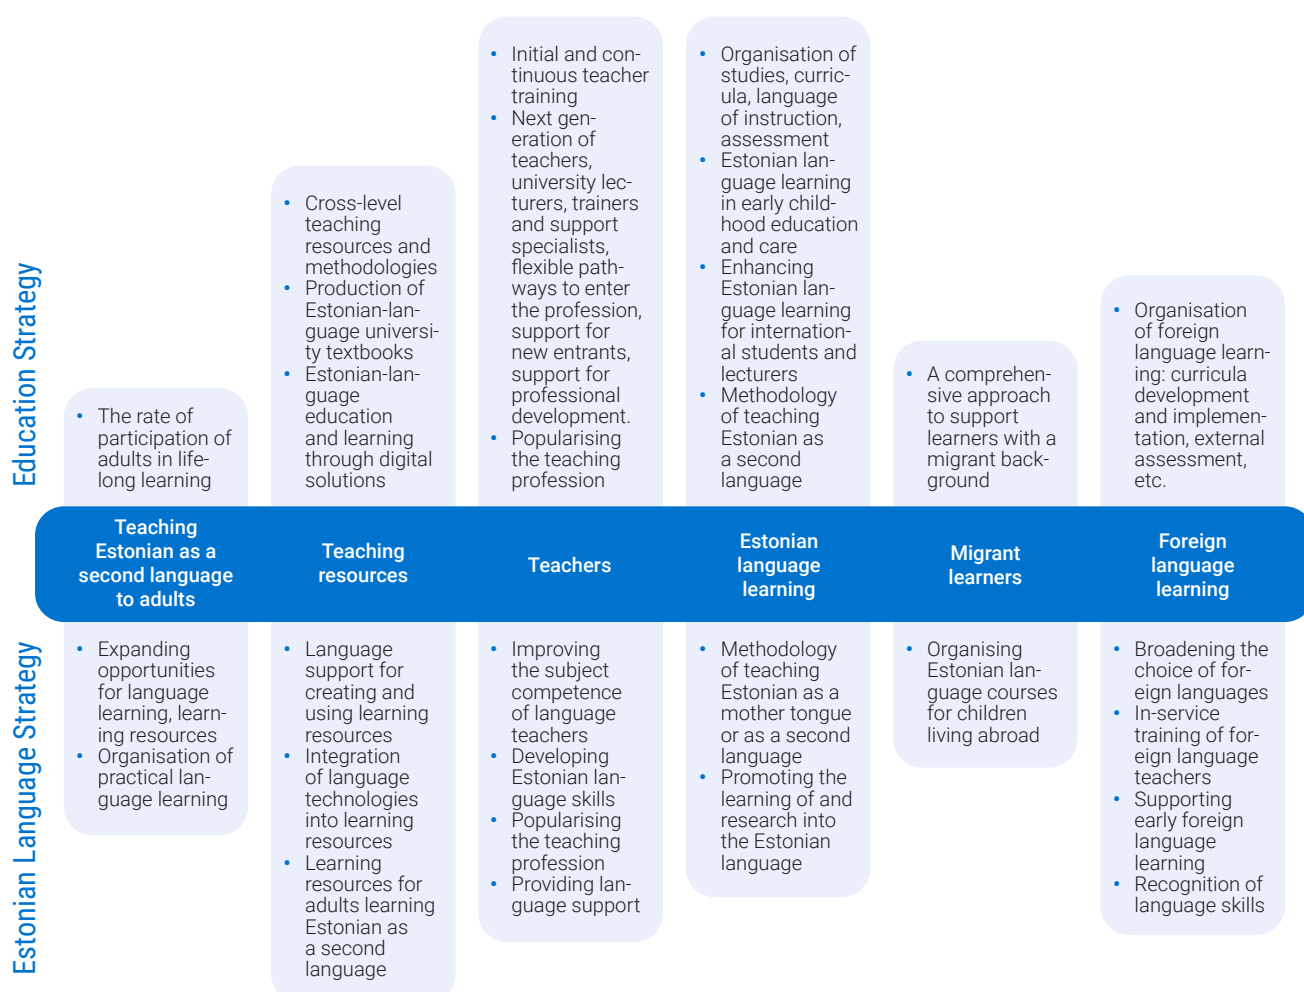 Education Strategy
• The rate of
participation of
adults in life-
long learning
• Cross-level
teaching
resources and
methodologies
• Production of
Estonian-lan-
guage universi-
ty textbooks
• Estonian-lan-
guage
education
and learning
through digital
solutions
• Initial and con-
tinuous teacher
training
• Next gen-
eration of
teachers,
university lec-
turers, trainers
and support
specialists,
flexible path-
ways to enter
the profession,
support for
new entrants,
support for
professional
development.
• Popularising
the teaching
profession
• Organisation of
studies, curric-
ula, language
of instruction,
assessment
• Estonian lan-
guage learning
in early child-
hood education
and care
• Enhancing
Estonian lan-
guage learning
for internation-
al students and
lecturers
• Methodology
of teaching
Estonian as
a second
language
• A comprehen-
sive approach
to support
learners with a
migrant back-
ground
• Organisation
of foreign
language learn-
ing: curricula
development
and implemen-
tation, external
assessment,
etc.
Teaching
Estonian as a
second language
to adults
Teaching
resources
Teachers
Estonian
language
learning
Migrant
learners
Foreign
language
learning
Estonian Language Strategy
• Expanding
opportunities
for language
learning, learn-
ing resources
• Organisation of
practical lan-
guage learning
• Language
support for
creating and
using learning
resources
• Integration
of language
technologies
into learning
resources
• Learning
resources for
adults learning
Estonian as
a second
language
• Improving
the subject
competence
of language
teachers
• Developing
Estonian lan-
guage skills
• Popularising
the teaching
profession
• Providing lan-
guage support
• Methodology
of teaching
Estonian as a
mother tongue
or as a second
language
• Promoting the
learning of and
research into
the Estonian
language
• Organising
Estonian lan-
guage courses
for children
living abroad
• Broadening the
choice of for-
eign languages
• In-service
training of for-
eign language
teachers
• Supporting
early foreign
language
learning
• Recognition of
language skills